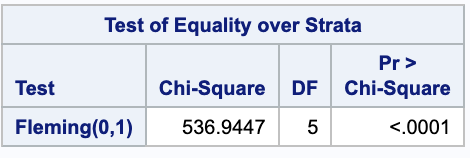 Test of Equality over Strata
Test Chi-Square DF Pr >
Chi-Square
Fleming(0,1) 536.9447 5 <.0001